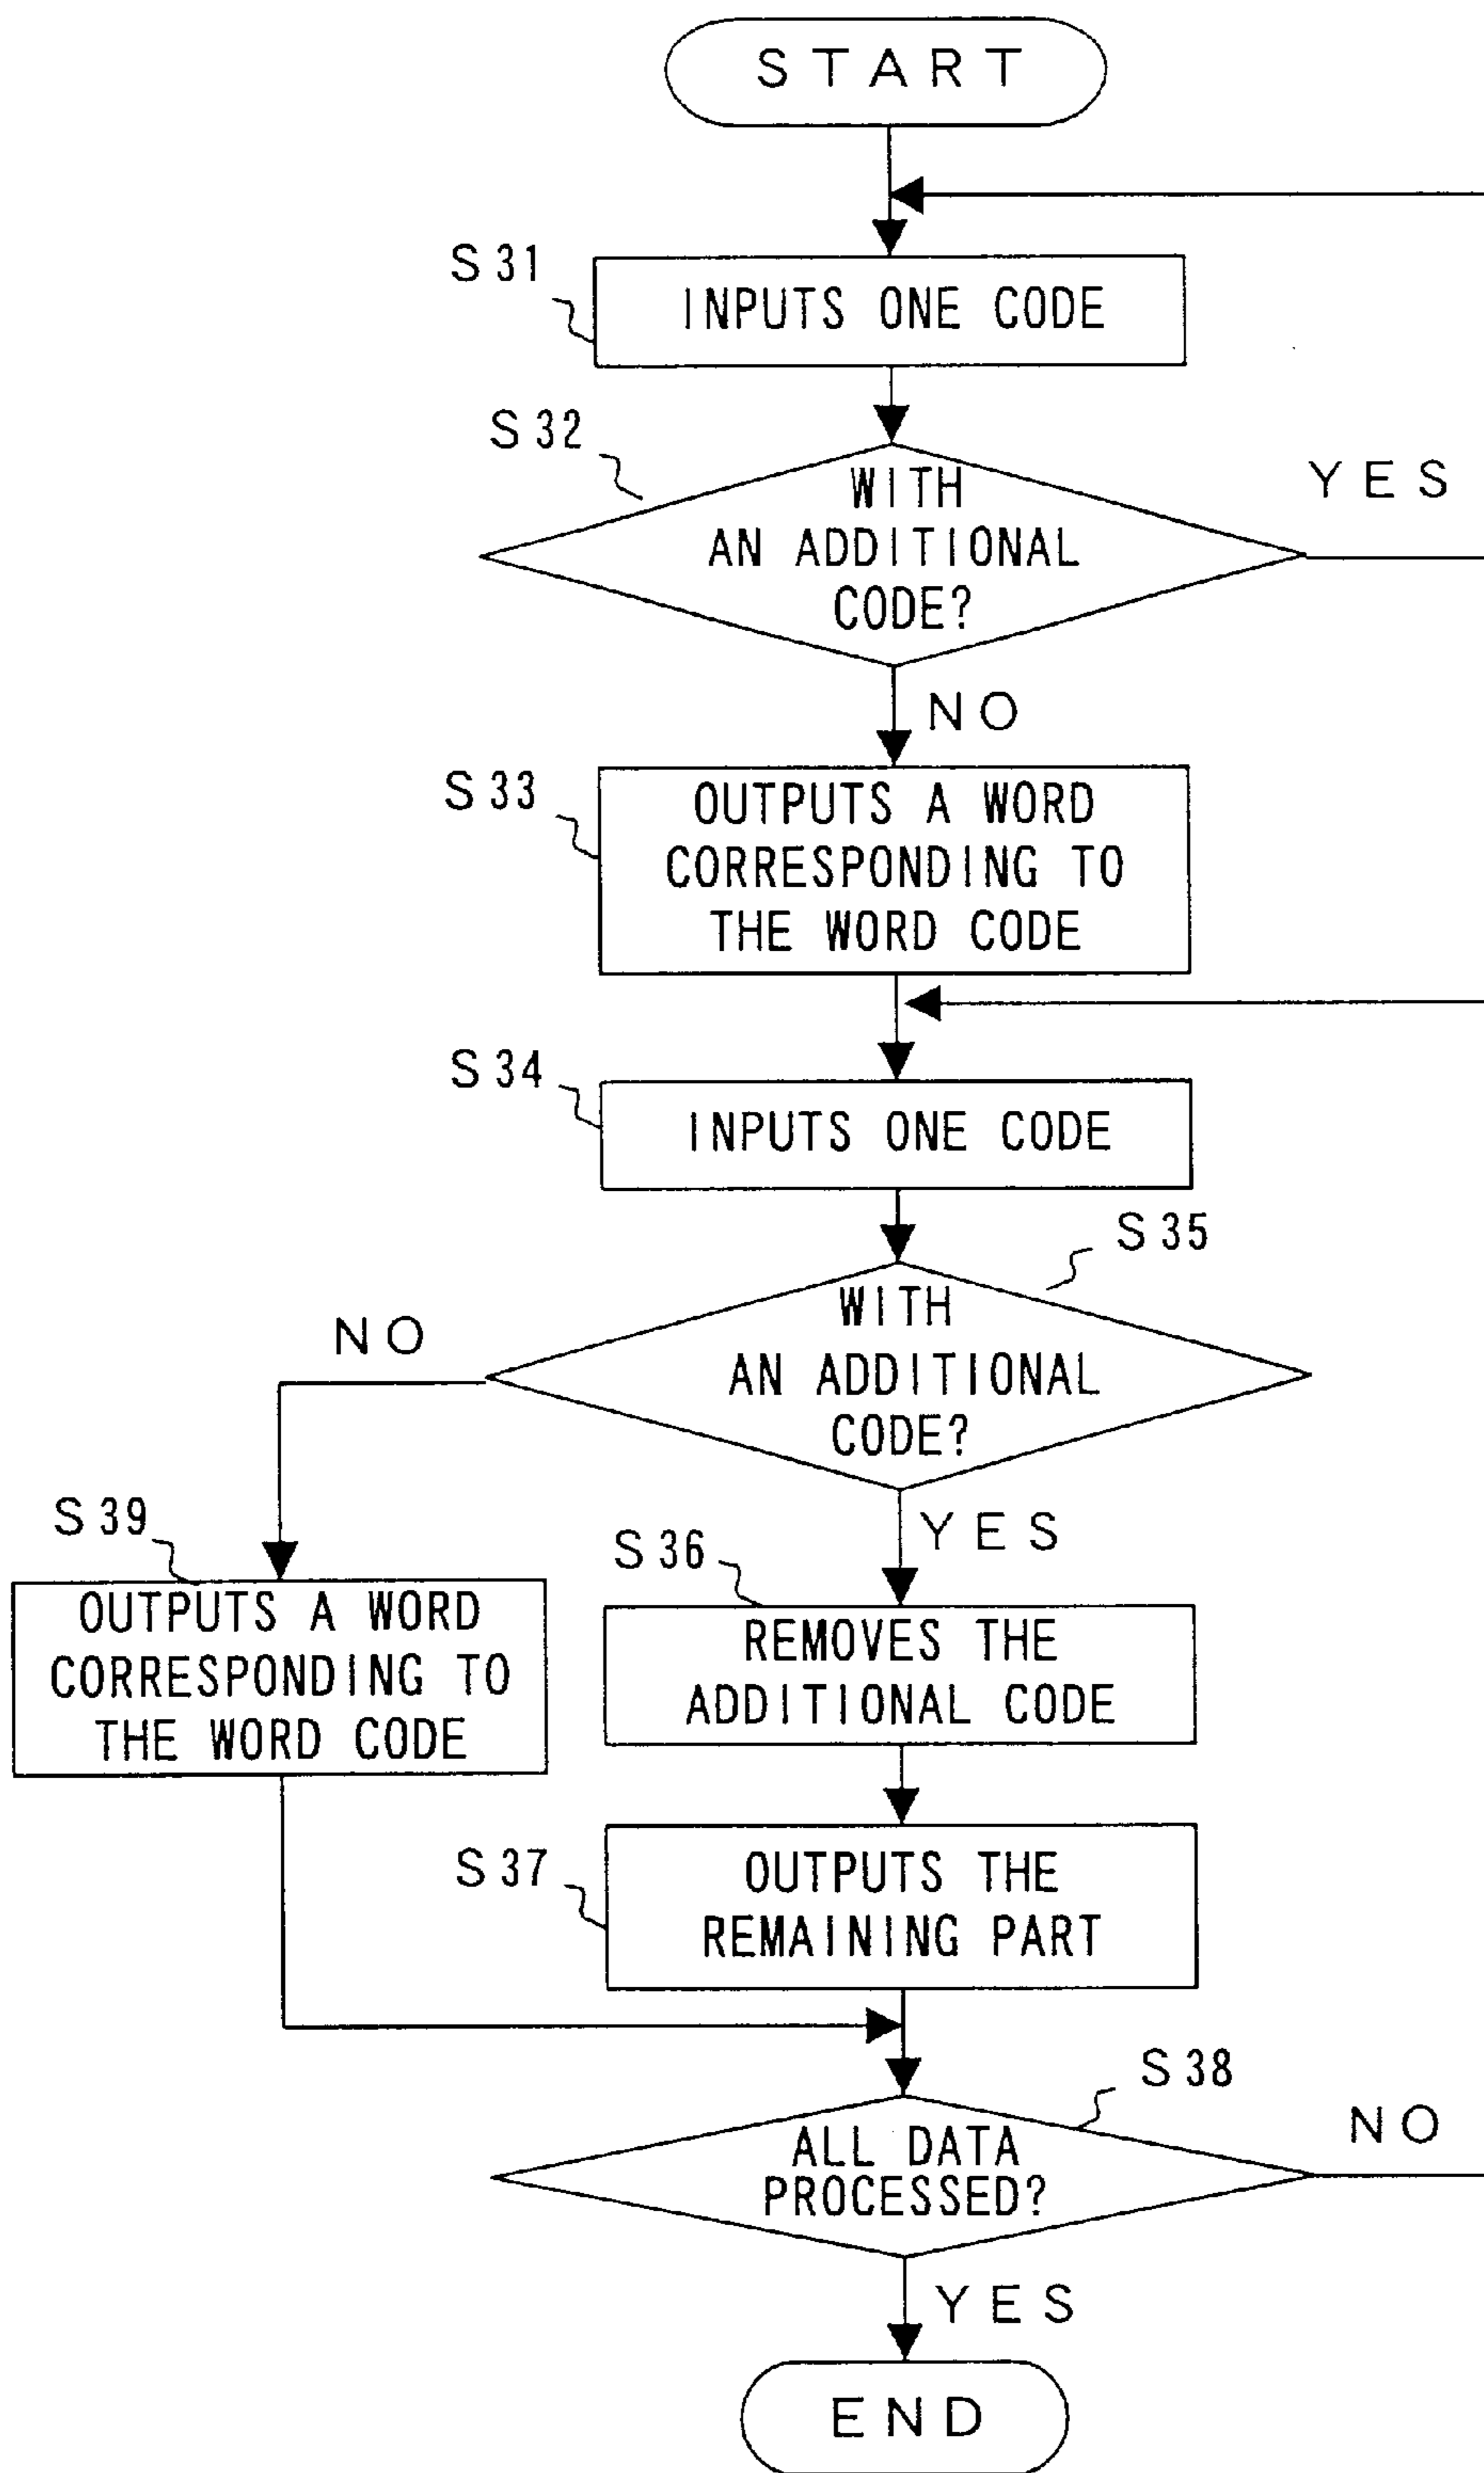 START
S31
INPUTS ONE CODE
S32
WITH
AN ADDITIONAL
CODE?
YES
NO
S33
OUTPUTS A WORD
CORRESPONDING TO
THE WORD CODE
S34
INPUTS ONE CODE
S35
WITH
AN ADDITIONAL
CODE?
NO
YES
S39
OUTPUTS A WORD
CORRESPONDING TO
THE WORD CODE
S36
REMOVES THE
ADDITIONAL CODE
S37
OUTPUTS THE
REMAINING PART
S38
ALL DATA
PROCESSED?
NO
YES
END